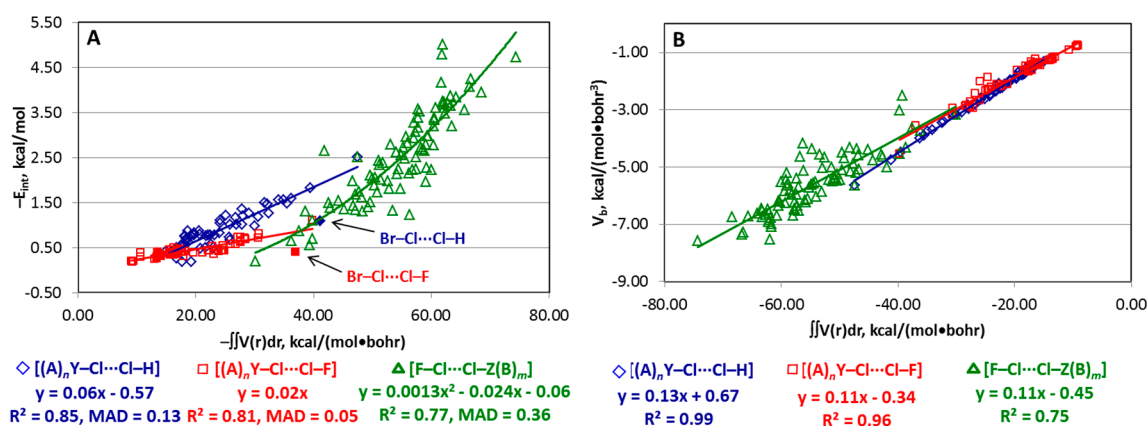 A
–E_int, kcal/mol
5.50
4.50
3.50
2.50
1.50
0.50
-0.50
0.00 20.00 40.00 60.00 80.00
–∫∫V(r)dr, kcal/(mol•bohr)
Br–Cl···Cl–H
Br–Cl···Cl–F
[(A)ₙY–Cl···Cl–H]
y = 0.06x - 0.57
R² = 0.85, MAD = 0.13
[(A)ₙY–Cl···Cl–F]
y = 0.02x
R² = 0.81, MAD = 0.05
[F–Cl···Cl–Z(B)ₘ]
y = 0.0013x² - 0.024x - 0.06
R² = 0.77, MAD = 0.36
B
V_b, kcal/(mol•bohr³)
-1.00
-3.00
-5.00
-7.00
-9.00
-80.00 -60.00 -40.00 -20.00 0.00
∫∫V(r)dr, kcal/(mol•bohr)
[(A)ₙY–Cl···Cl–H]
y = 0.13x + 0.67
R² = 0.99
[(A)ₙY–Cl···Cl–F]
y = 0.11x - 0.34
R² = 0.96
[F–Cl···Cl–Z(B)ₘ]
y = 0.11x - 0.45
R² = 0.75